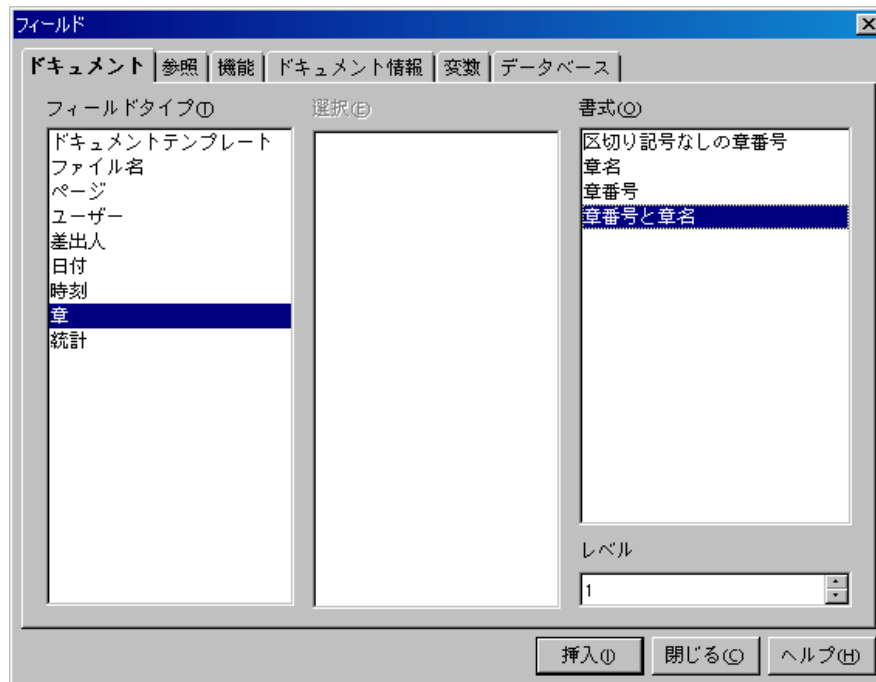 フィールド
ドキュメント 参照 機能 ドキュメント情報 変数 データベース
フィールドタイプ(T)
ドキュメントテンプレート
ファイル名
ページ
ユーザー
差出人
日付
時刻
章
統計
選択(E)
書式(O)
区切り記号なしの章番号
章名
章番号
章番号と章名
レベル
1
挿入(I) 閉じる(C) ヘルプ(H)